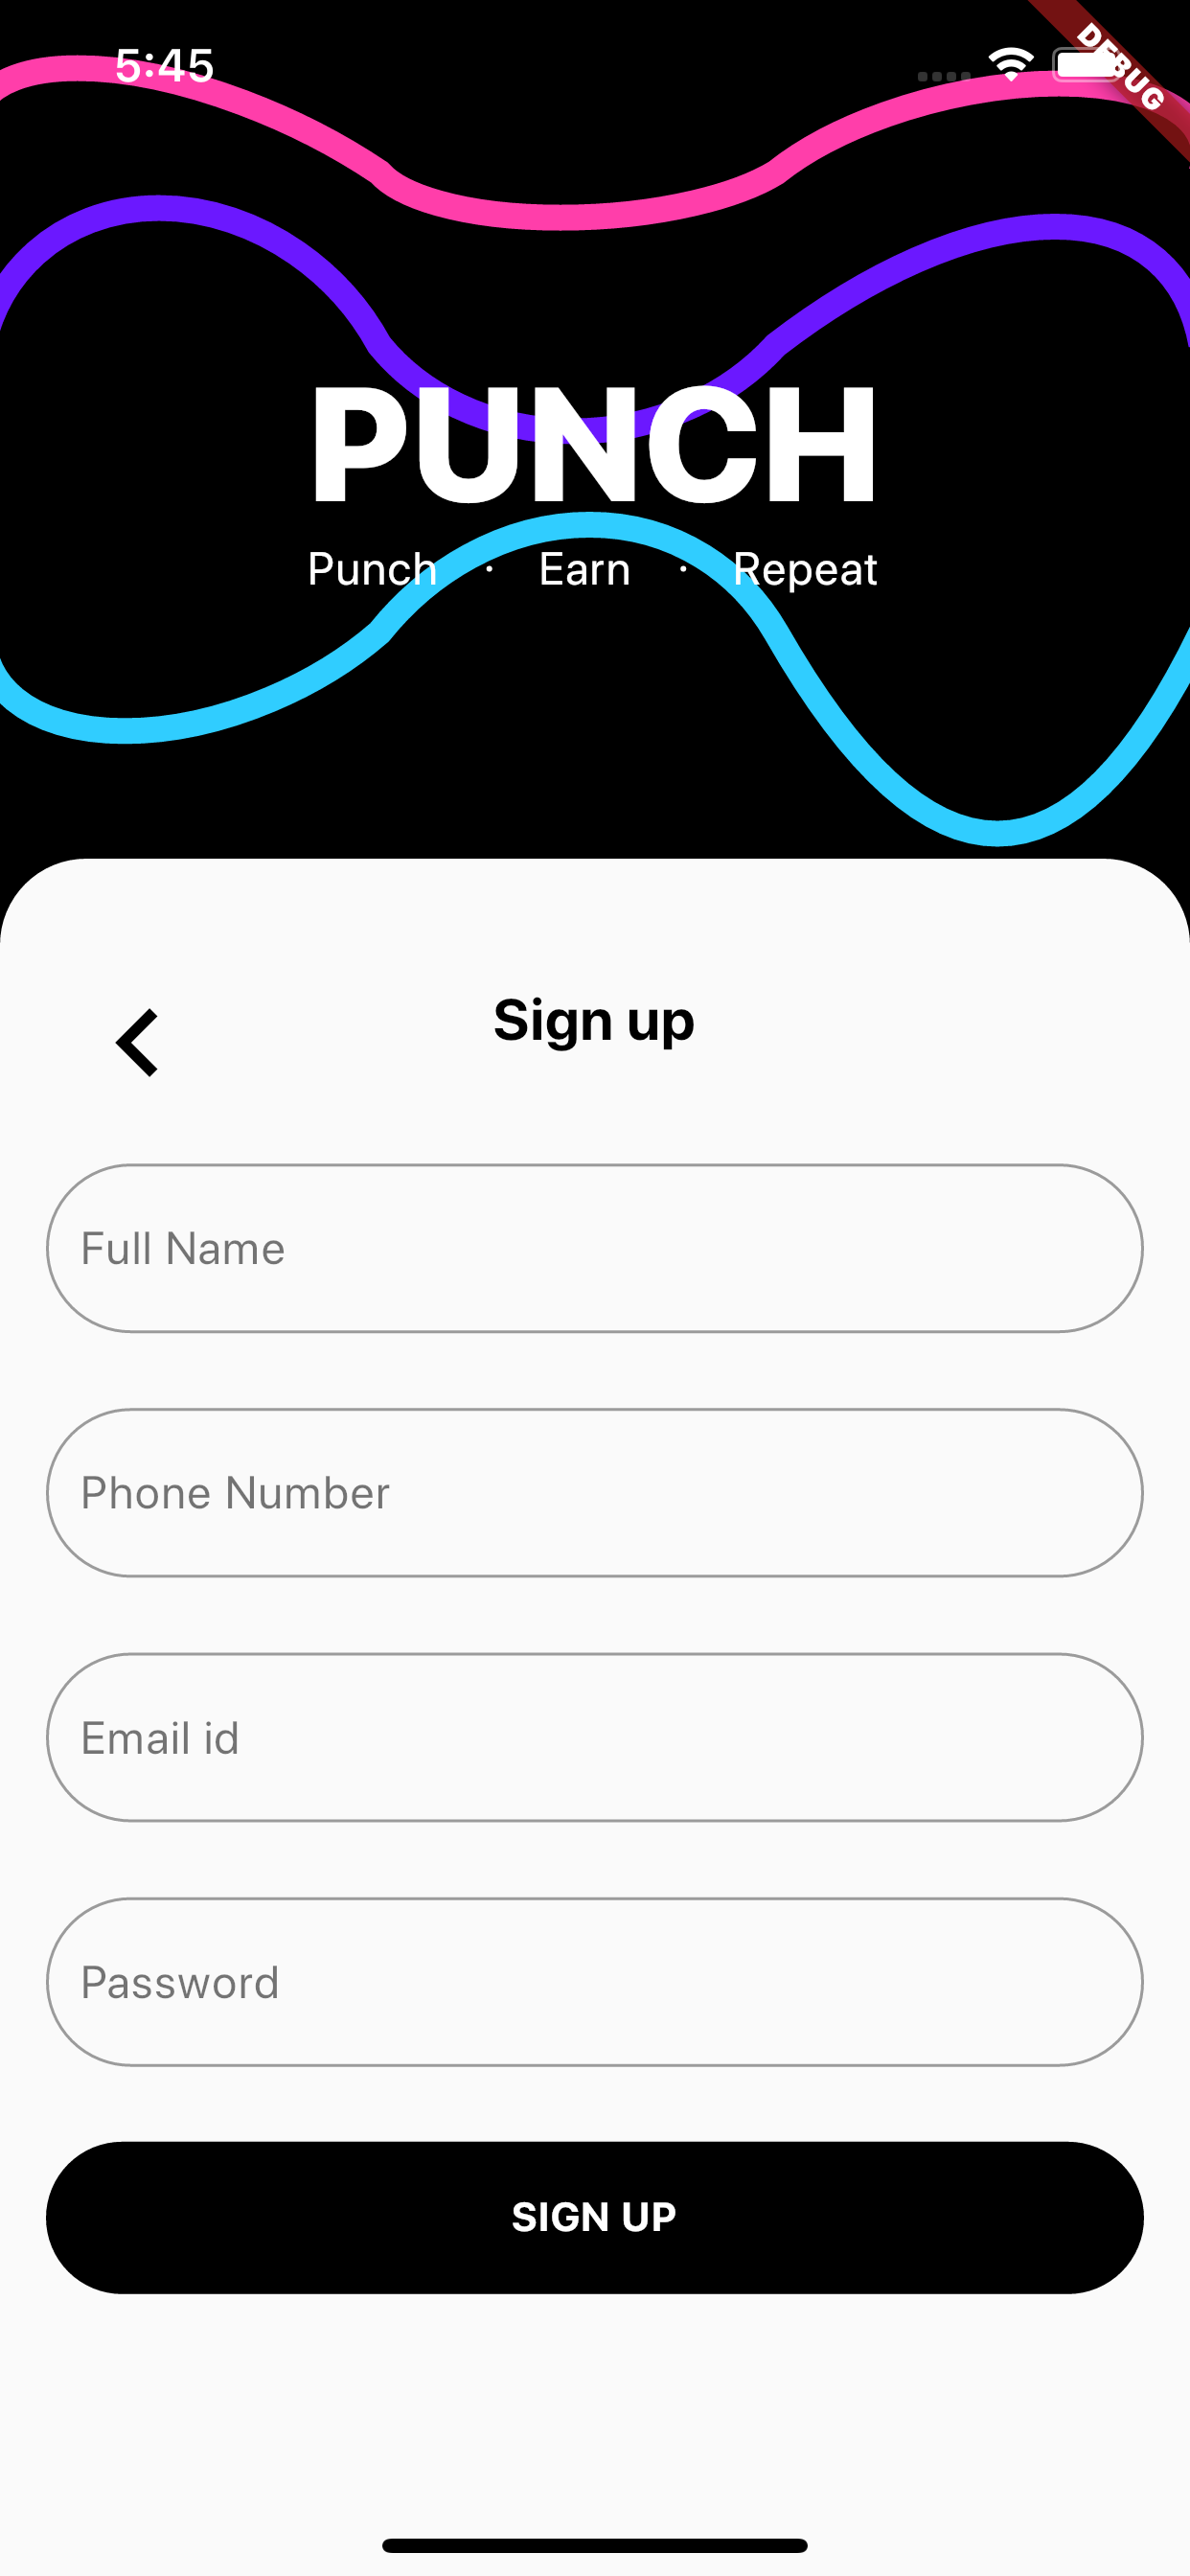 5:45
DEBUG
PUNCH
Punch · Earn · Repeat
Sign up
Full Name
Phone Number
Email id
Password
SIGN UP